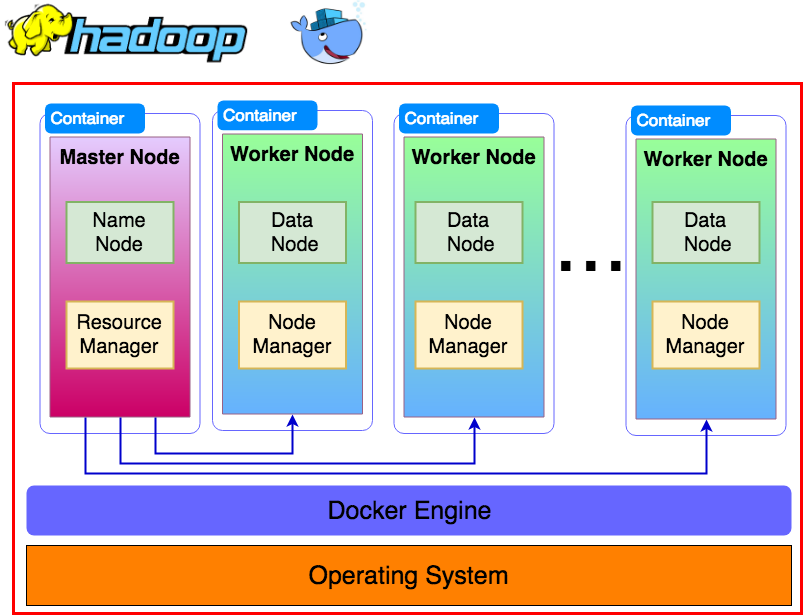 hadoop
Container
Master Node
Name
Node
Resource
Manager
Container
Worker Node
Data
Node
Node
Manager
Container
Worker Node
Data
Node
Node
Manager
...
Container
Worker Node
Data
Node
Node
Manager
Docker Engine
Operating System